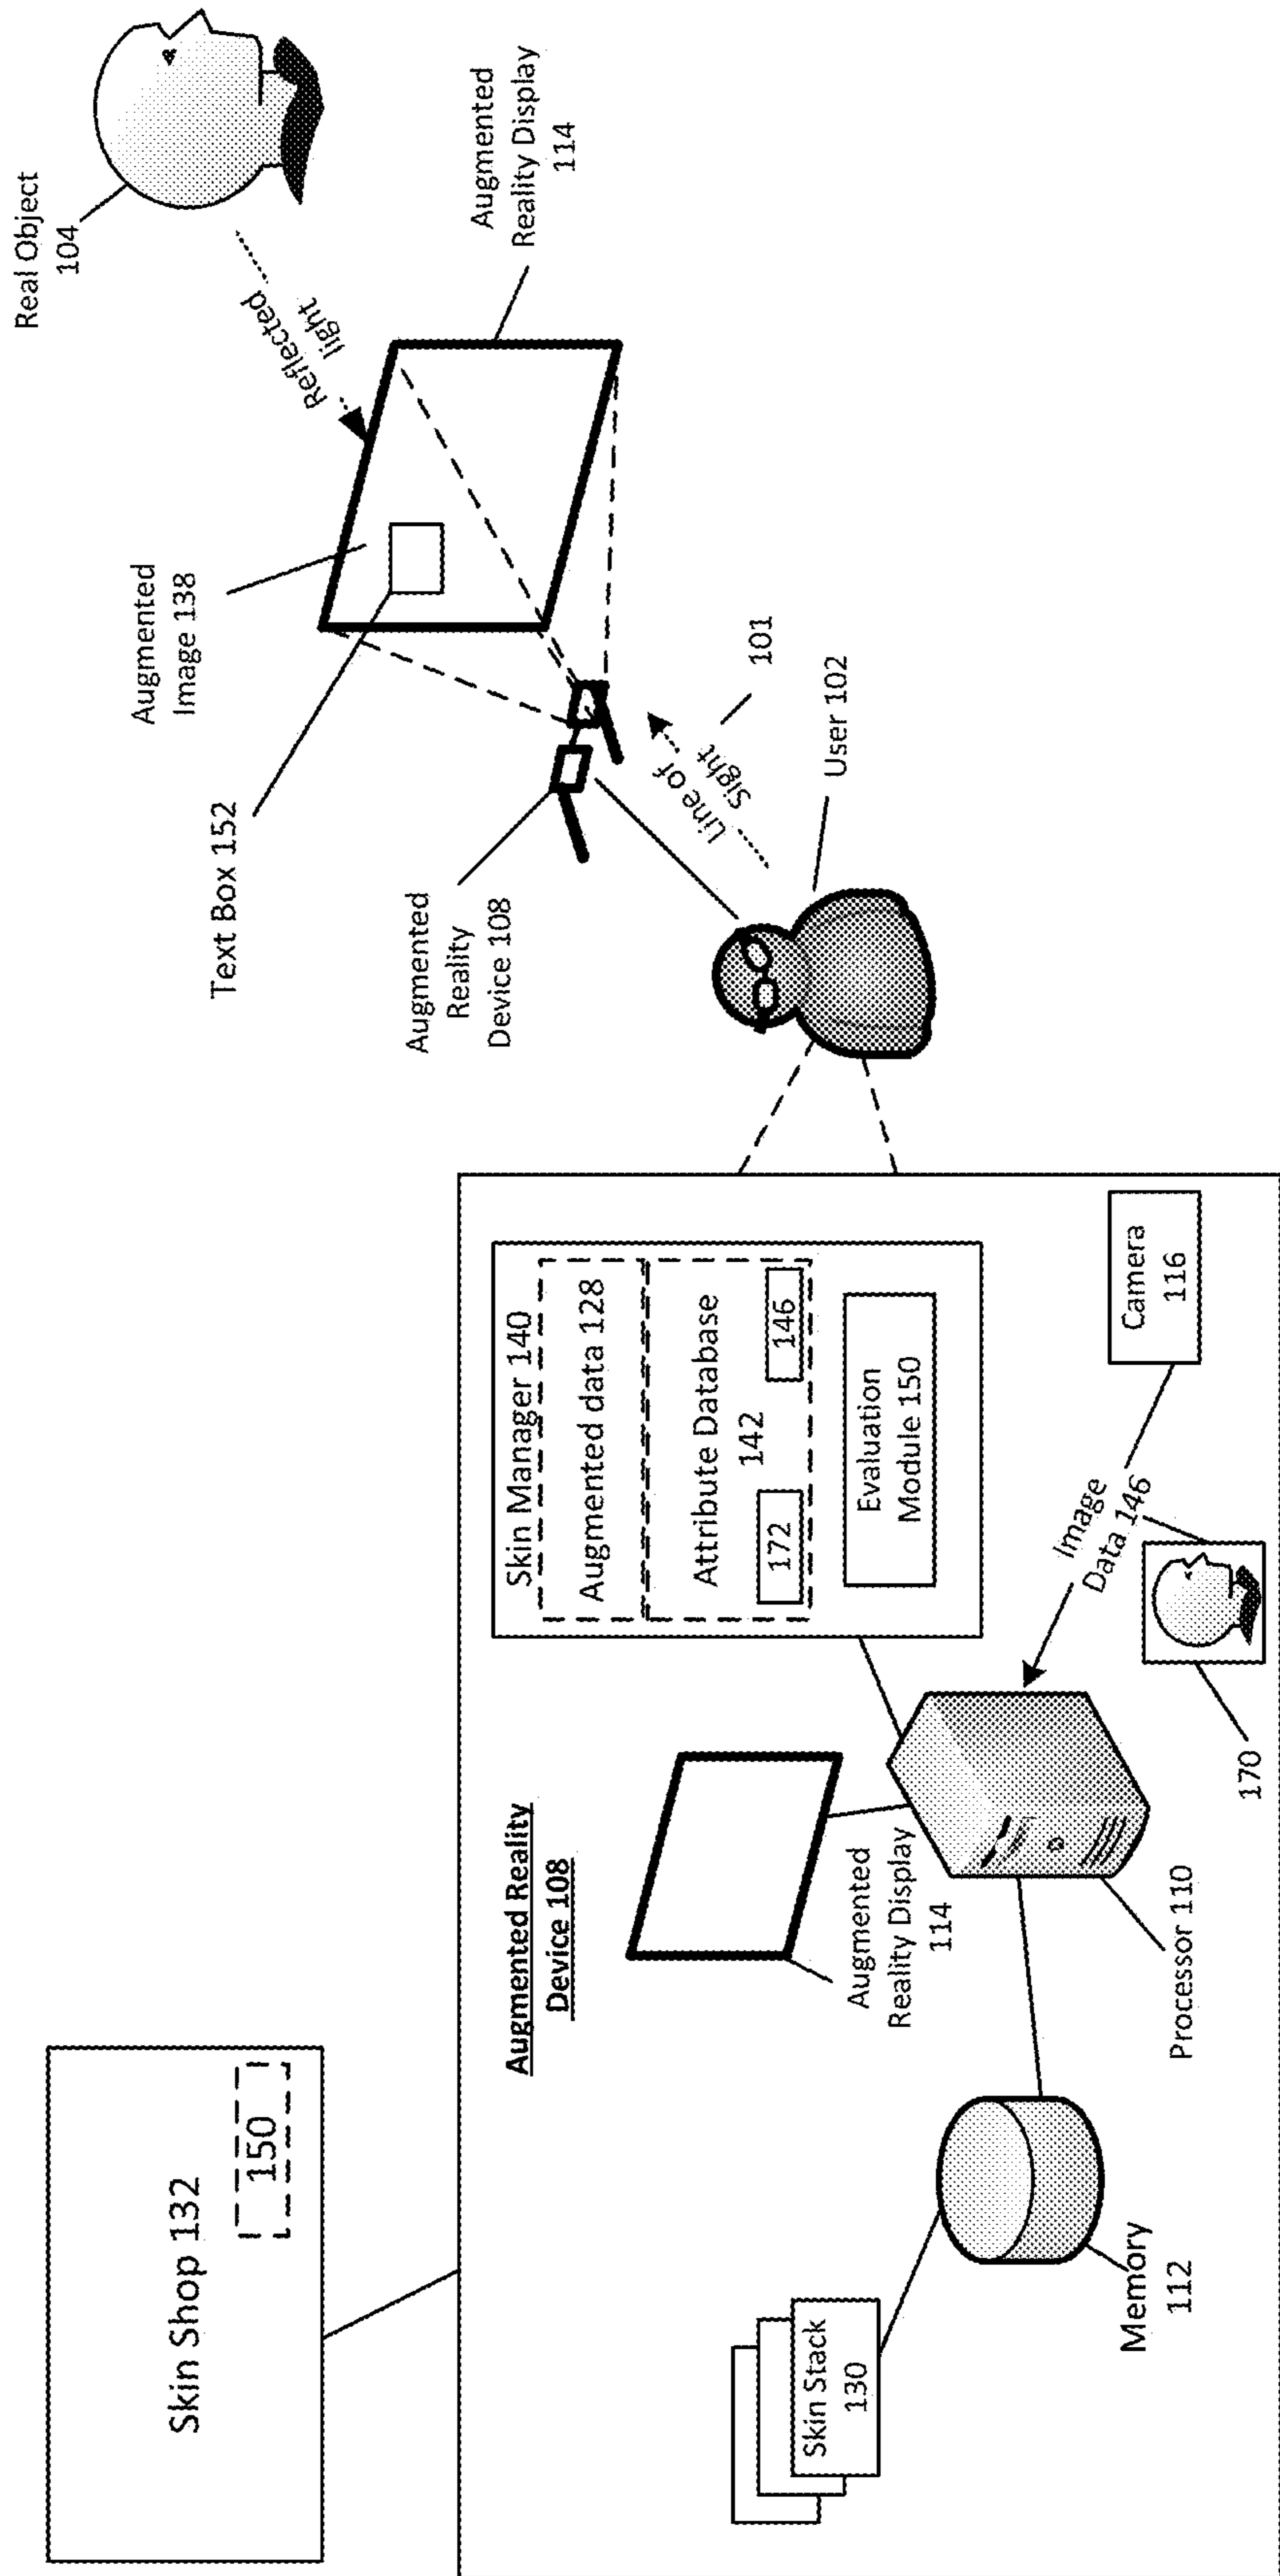 Skin Shop 132
150
Augmented Reality
Device 108
Skin Stack
130
Memory
112
Augmented
Reality Display
114
Processor 110
Skin Manager 140
Augmented data 128
Attribute Database
142
172
146
Evaluation
Module 150
Image
Data 146
170
Camera
116
Text Box 152
Augmented
Image 138
Augmented
Reality
Device 108
Line of
Sight
101
User 102
Real Object
104
Reflected
light
Augmented
Reality Display
114